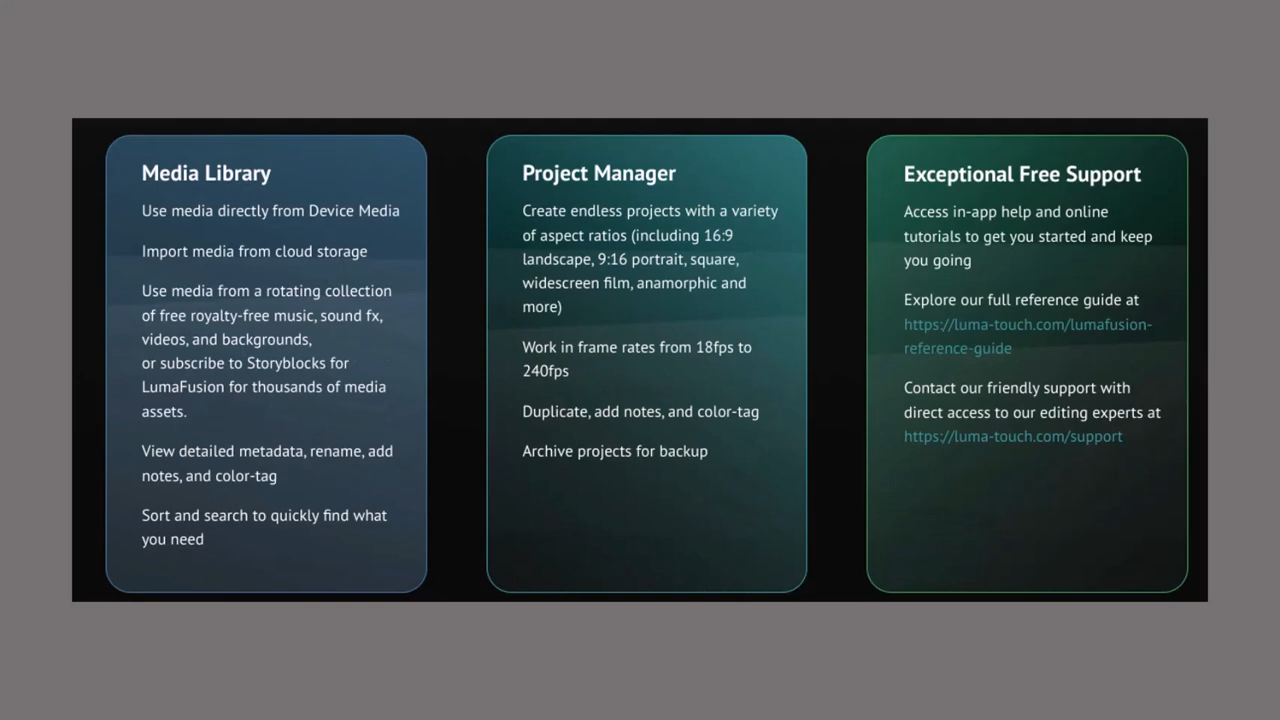 Media Library
Use media directly from Device Media
Import media from cloud storage
Use media from a rotating collection
of free royalty-free music, sound fx,
videos, and backgrounds,
or subscribe to Storyblocks for
LumaFusion for thousands of media
assets.
View detailed metadata, rename, add
notes, and color-tag
Sort and search to quickly find what
you need
Project Manager
Create endless projects with a variety
of aspect ratios (including 16:9
landscape, 9:16 portrait, square,
widescreen film, anamorphic and
more)
Work in frame rates from 18fps to
240fps
Duplicate, add notes, and color-tag
Archive projects for backup
Exceptional Free Support
Access in-app help and online
tutorials to get you started and keep
you going
Explore our full reference guide at
https://luma-touch.com/lumafusion-
reference-guide
Contact our friendly support with
direct access to our editing experts at
https://luma-touch.com/support